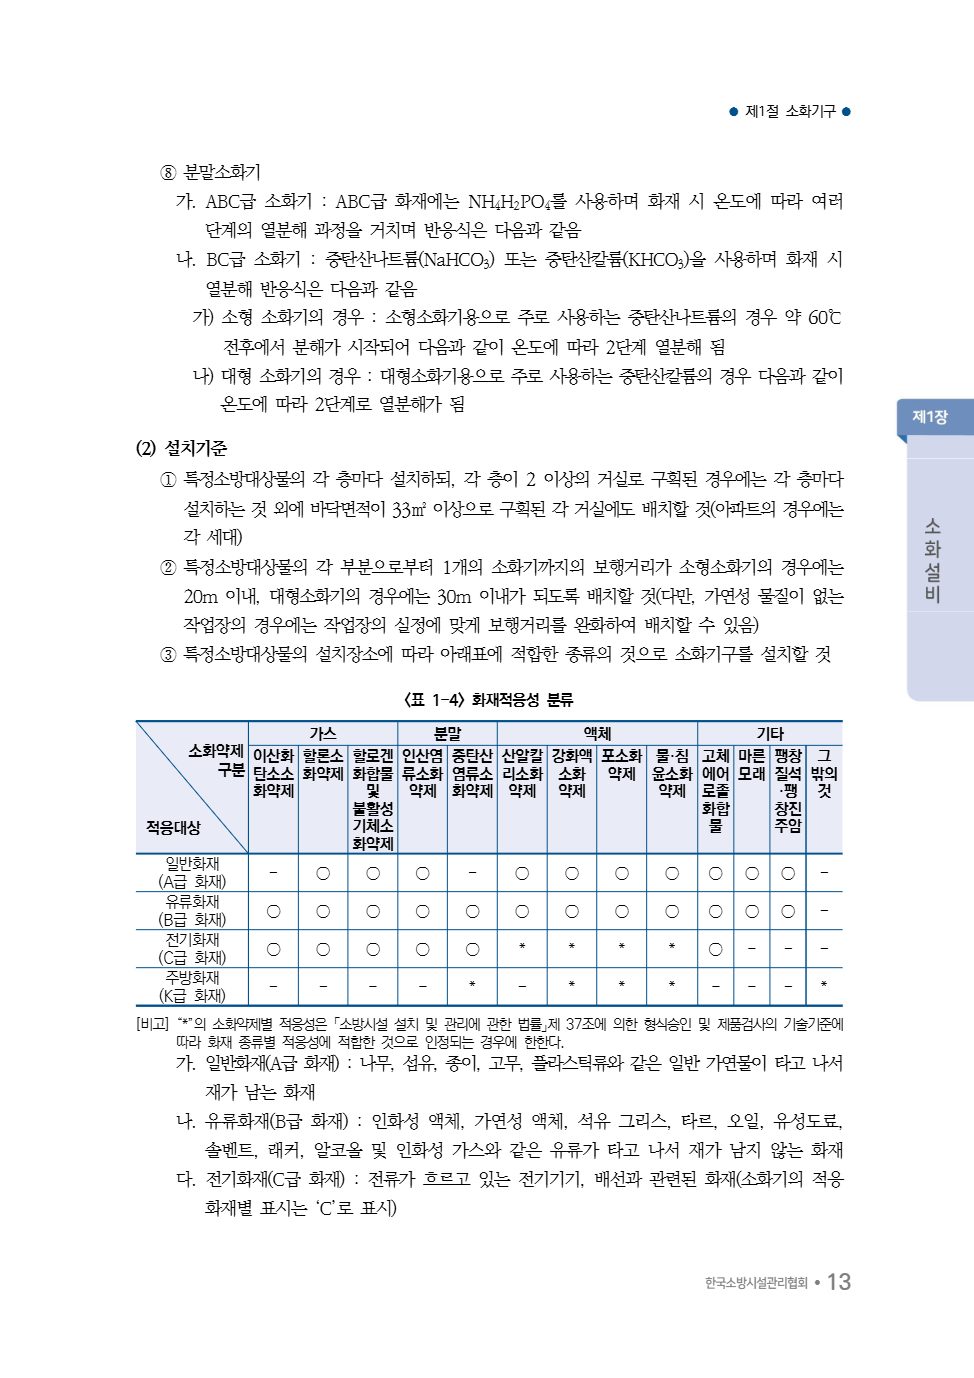 ● 제1절 소화기구 ●
⑧ 분말소화기
가. ABC급 소화기 : ABC급 화재에는 NH₄H₂PO₄를 사용하며 화재 시 온도에 따라 여러
단계의 열분해 과정을 거치며 반응식은 다음과 같음
나. BC급 소화기 : 중탄산나트륨(NaHCO₃) 또는 중탄산칼륨(KHCO₃)을 사용하며 화재 시
열분해 반응식은 다음과 같음
가) 소형 소화기의 경우 : 소형소화기용으로 주로 사용하는 중탄산나트륨의 경우 약 60℃
전후에서 분해가 시작되어 다음과 같이 온도에 따라 2단계 열분해 됨
나) 대형 소화기의 경우 : 대형소화기용으로 주로 사용하는 중탄산칼륨의 경우 다음과 같이
온도에 따라 2단계로 열분해가 됨
제1장
소화설비
(2) 설치기준
① 특정소방대상물의 각 층마다 설치하되, 각 층이 2 이상의 거실로 구획된 경우에는 각 층마다
설치하는 것 외에 바닥면적이 33㎡ 이상으로 구획된 각 거실에도 배치할 것(아파트의 경우에는
각 세대)
② 특정소방대상물의 각 부분으로부터 1개의 소화기까지의 보행거리가 소형소화기의 경우에는
20m 이내, 대형소화기의 경우에는 30m 이내가 되도록 배치할 것(다만, 가연성 물질이 없는
작업장의 경우에는 작업장의 실정에 맞게 보행거리를 완화하여 배치할 수 있음)
③ 특정소방대상물의 설치장소에 따라 아래표에 적합한 종류의 것으로 소화기구를 설치할 것
〈표 1-4〉 화재적응성 분류
소화약제 구분 적응대상 가스 분말 액체 기타
이산화탄소소화약제 할론소화약제 할로겐화합물 및 불활성기체소화약제 인산염류소화약제 중탄산염류소화약제 산알칼리소화약제 강화액소화약제 포소화약제 물·침윤소화약제 고체에어로졸화합물 마른모래 팽창질석·팽창진주암 그 밖의 것
일반화재 (A급 화재) - ○ ○ ○ - ○ ○ ○ ○ ○ ○ ○ -
유류화재 (B급 화재) ○ ○ ○ ○ ○ ○ ○ ○ ○ ○ ○ ○ -
전기화재 (C급 화재) ○ ○ ○ ○ ○ * * * * ○ - - -
주방화재 (K급 화재) - - - - * - * * * - - - *
[비고] "*"의 소화약제별 적응성은 「소방시설 설치 및 관리에 관한 법률」제 37조에 의한 형식승인 및 제품검사의 기술기준에
따라 화재 종류별 적응성에 적합한 것으로 인정되는 경우에 한한다.
가. 일반화재(A급 화재) : 나무, 섬유, 종이, 고무, 플라스틱류와 같은 일반 가연물이 타고 나서
재가 남는 화재
나. 유류화재(B급 화재) : 인화성 액체, 가연성 액체, 석유 그리스, 타르, 오일, 유성도료,
솔벤트, 래커, 알코올 및 인화성 가스와 같은 유류가 타고 나서 재가 남지 않는 화재
다. 전기화재(C급 화재) : 전류가 흐르고 있는 전기기기, 배선과 관련된 화재(소화기의 적응
화재별 표시는 'C'로 표시)
한국소방시설관리협회 • 13